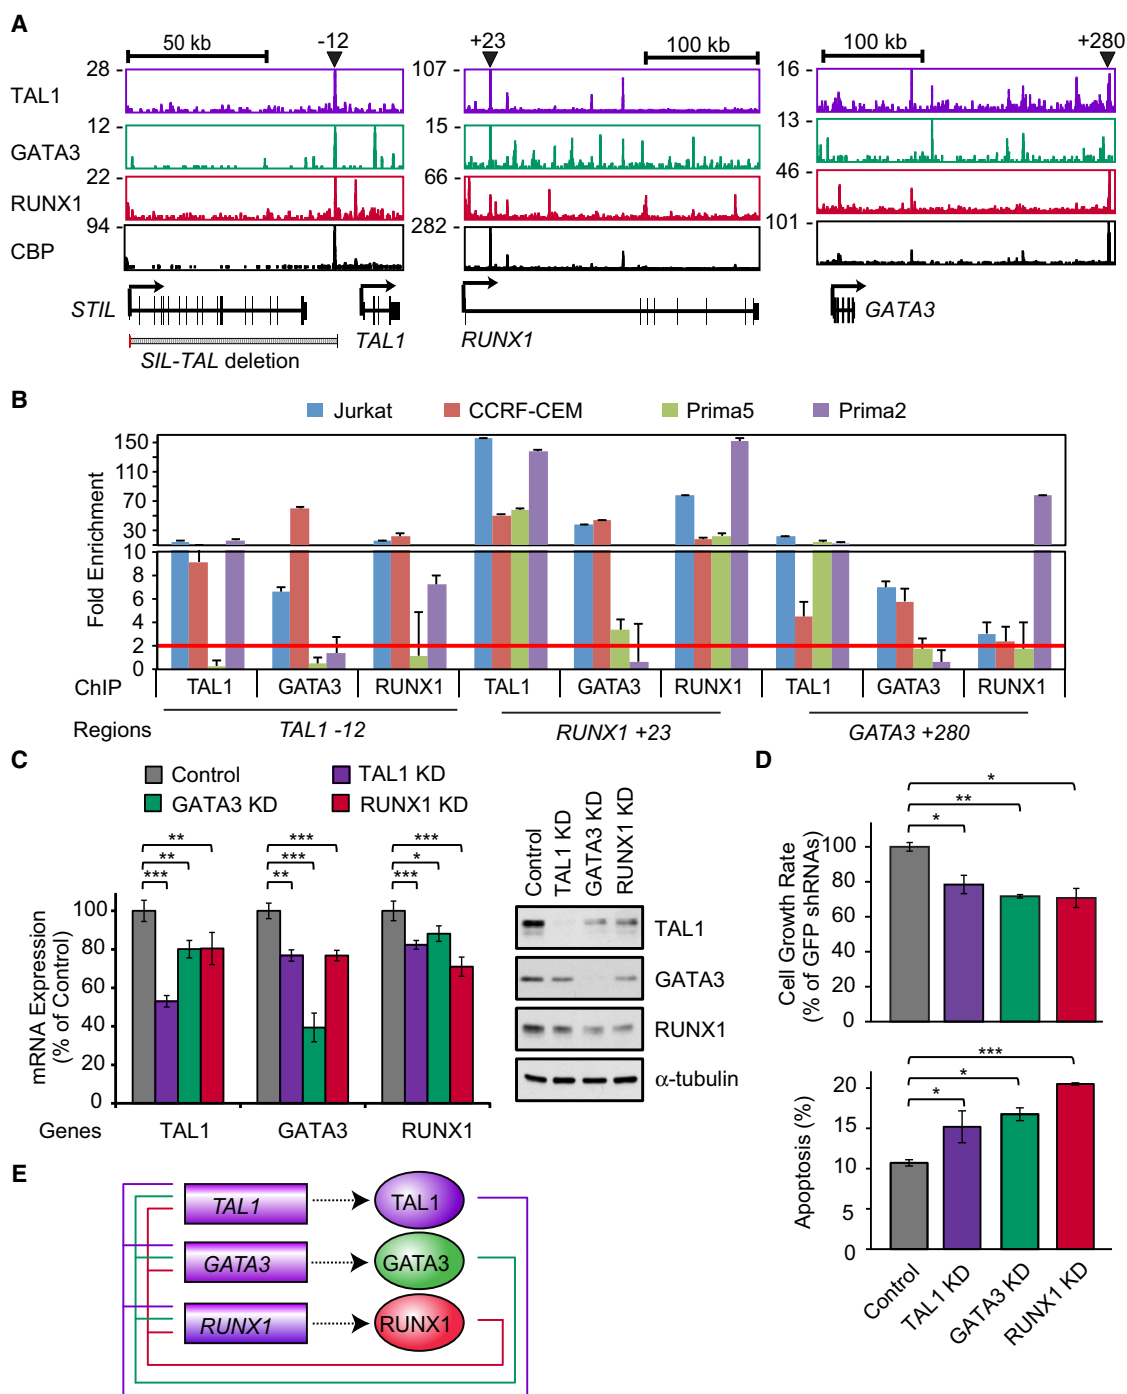 A
50 kb
-12
+23
100 kb
100 kb
+280
TAL1
28
107
16
GATA3
12
15
13
RUNX1
22
66
46
CBP
94
282
101
STIL
TAL1
RUNX1
GATA3
SIL-TAL deletion
B
Jurkat
CCRF-CEM
Prima5
Prima2
Fold Enrichment
150
110
70
30
10
8
6
4
2
0
ChIP
TAL1
GATA3
RUNX1
TAL1
GATA3
RUNX1
TAL1
GATA3
RUNX1
Regions
TAL1 -12
RUNX1 +23
GATA3 +280
C
Control
TAL1 KD
GATA3 KD
RUNX1 KD
mRNA Expression
(% of Control)
100
80
60
40
20
0
**
**
***
***
***
**
***
*
***
Genes
TAL1
GATA3
RUNX1
Control
TAL1 KD
GATA3 KD
RUNX1 KD
TAL1
GATA3
RUNX1
α-tubulin
D
Cell Growth Rate
(% of GFP shRNAs)
100
80
60
40
20
0
*
**
*
Apoptosis (%)
20
15
10
5
0
***
*
*
Control
TAL1 KD
GATA3 KD
RUNX1 KD
E
TAL1
TAL1
GATA3
GATA3
RUNX1
RUNX1